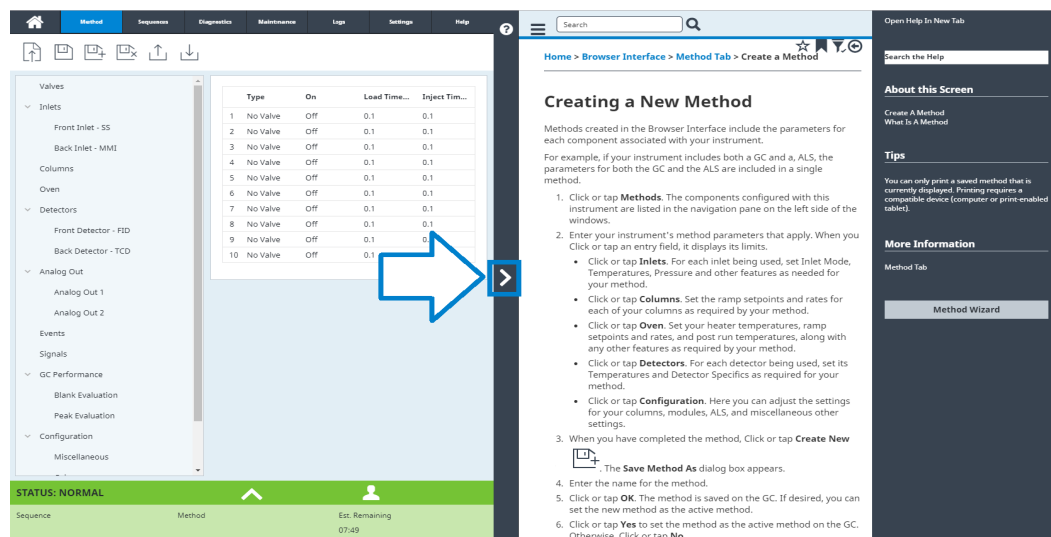 Method Sequences Diagnostics Maintenance Logs Settings Help
Valves
Inlets
Front Inlet - SS
Back Inlet - MMI
Columns
Oven
Detectors
Front Detector - FID
Back Detector - TCD
Analog Out
Analog Out 1
Analog Out 2
Events
Signals
GC Performance
Blank Evaluation
Peak Evaluation
Configuration
Miscellaneous
Type On Load Time... Inject Tim...
1 No Valve Off 0.1 0.1
2 No Valve Off 0.1 0.1
3 No Valve Off 0.1 0.1
4 No Valve Off 0.1 0.1
5 No Valve Off 0.1 0.1
6 No Valve Off 0.1 0.1
7 No Valve Off 0.1 0.1
8 No Valve Off 0.1 0.1
9 No Valve Off 0.1
10 No Valve Off 0.1
STATUS: NORMAL
Sequence Method Est. Remaining
07:49
?
Search
Home > Browser Interface > Method Tab > Create a Method
Creating a New Method
Methods created in the Browser Interface include the parameters for
each component associated with your instrument.
For example, if your instrument includes both a GC and a, ALS, the
parameters for both the GC and the ALS are included in a single
method.
1. Click or tap Methods. The components configured with this
instrument are listed in the navigation pane on the left side of the
windows.
2. Enter your instrument's method parameters that apply. When you
Click or tap an entry field, it displays its limits.
• Click or tap Inlets. For each inlet being used, set Inlet Mode,
Temperatures, Pressure and other features as needed for
your method.
• Click or tap Columns. Set the ramp setpoints and rates for
each of your columns as required by your method.
• Click or tap Oven. Set your heater temperatures, ramp
setpoints and rates, and post run temperatures, along with
any other features as required by your method.
• Click or tap Detectors. For each detector being used, set its
Temperatures and Detector Specifics as required for your
method.
• Click or tap Configuration. Here you can adjust the settings
for your columns, modules, ALS, and miscellaneous other
settings.
3. When you have completed the method, Click or tap Create New
. The Save Method As dialog box appears.
4. Enter the name for the method.
5. Click or tap OK. The method is saved on the GC. If desired, you can
set the new method as the active method.
6. Click or tap Yes to set the method as the active method on the GC.
Otherwise, Click or tap No.
Open Help In New Tab
Search the Help
About this Screen
Create A Method
What Is A Method
Tips
You can only print a saved method that is
currently displayed. Printing requires a
compatible device (computer or print-enabled
tablet).
More Information
Method Tab
Method Wizard